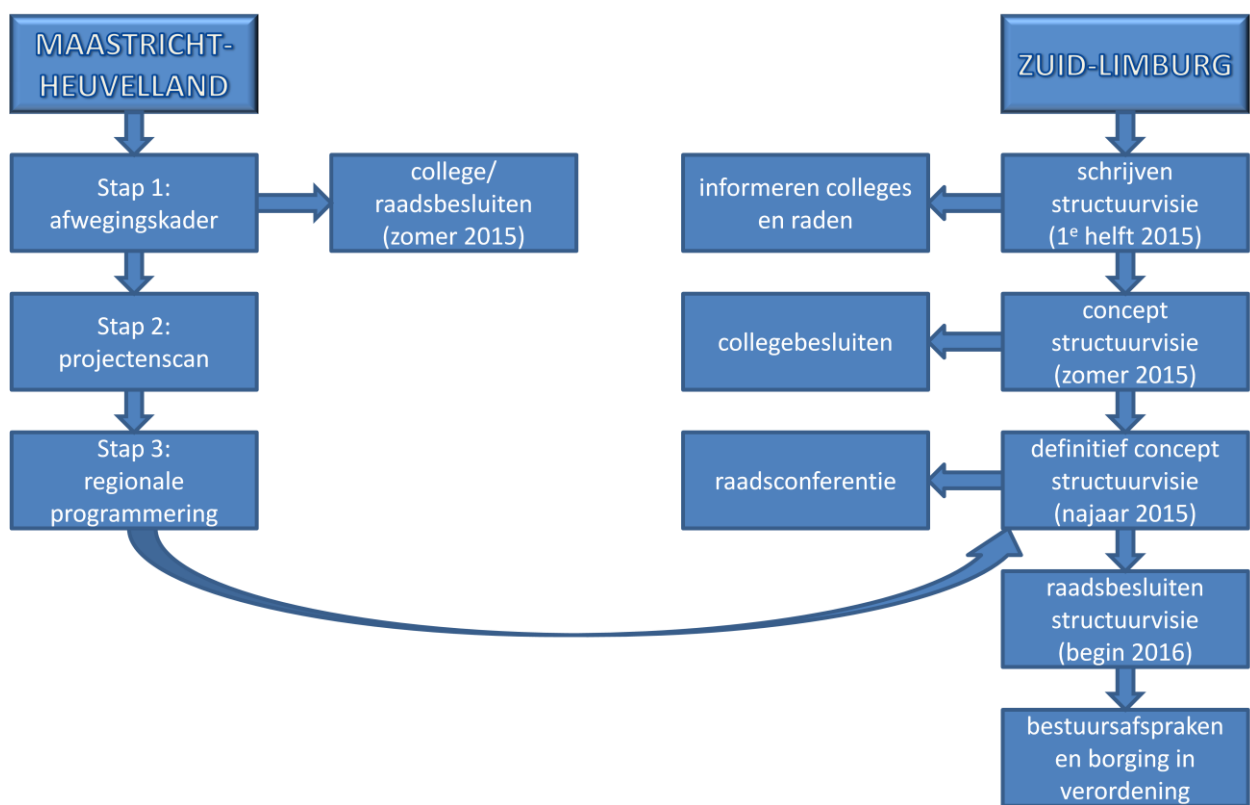 MAASTRICHT-
HEUVELLAND
Stap 1:
afwegingskader
college/
raadsbesluiten
(zomer 2015)
Stap 2:
projectenscan
Stap 3:
regionale
programmering
ZUID-LIMBURG
schrijven
structuurvisie
(1e helft 2015)
informeren colleges
en raden
concept
structuurvisie
(zomer 2015)
collegebesluiten
definitief concept
structuurvisie
(najaar 2015)
raadsconferentie
raadsbesluiten
structuurvisie
(begin 2016)
bestuursafspraken
en borging in
verordening